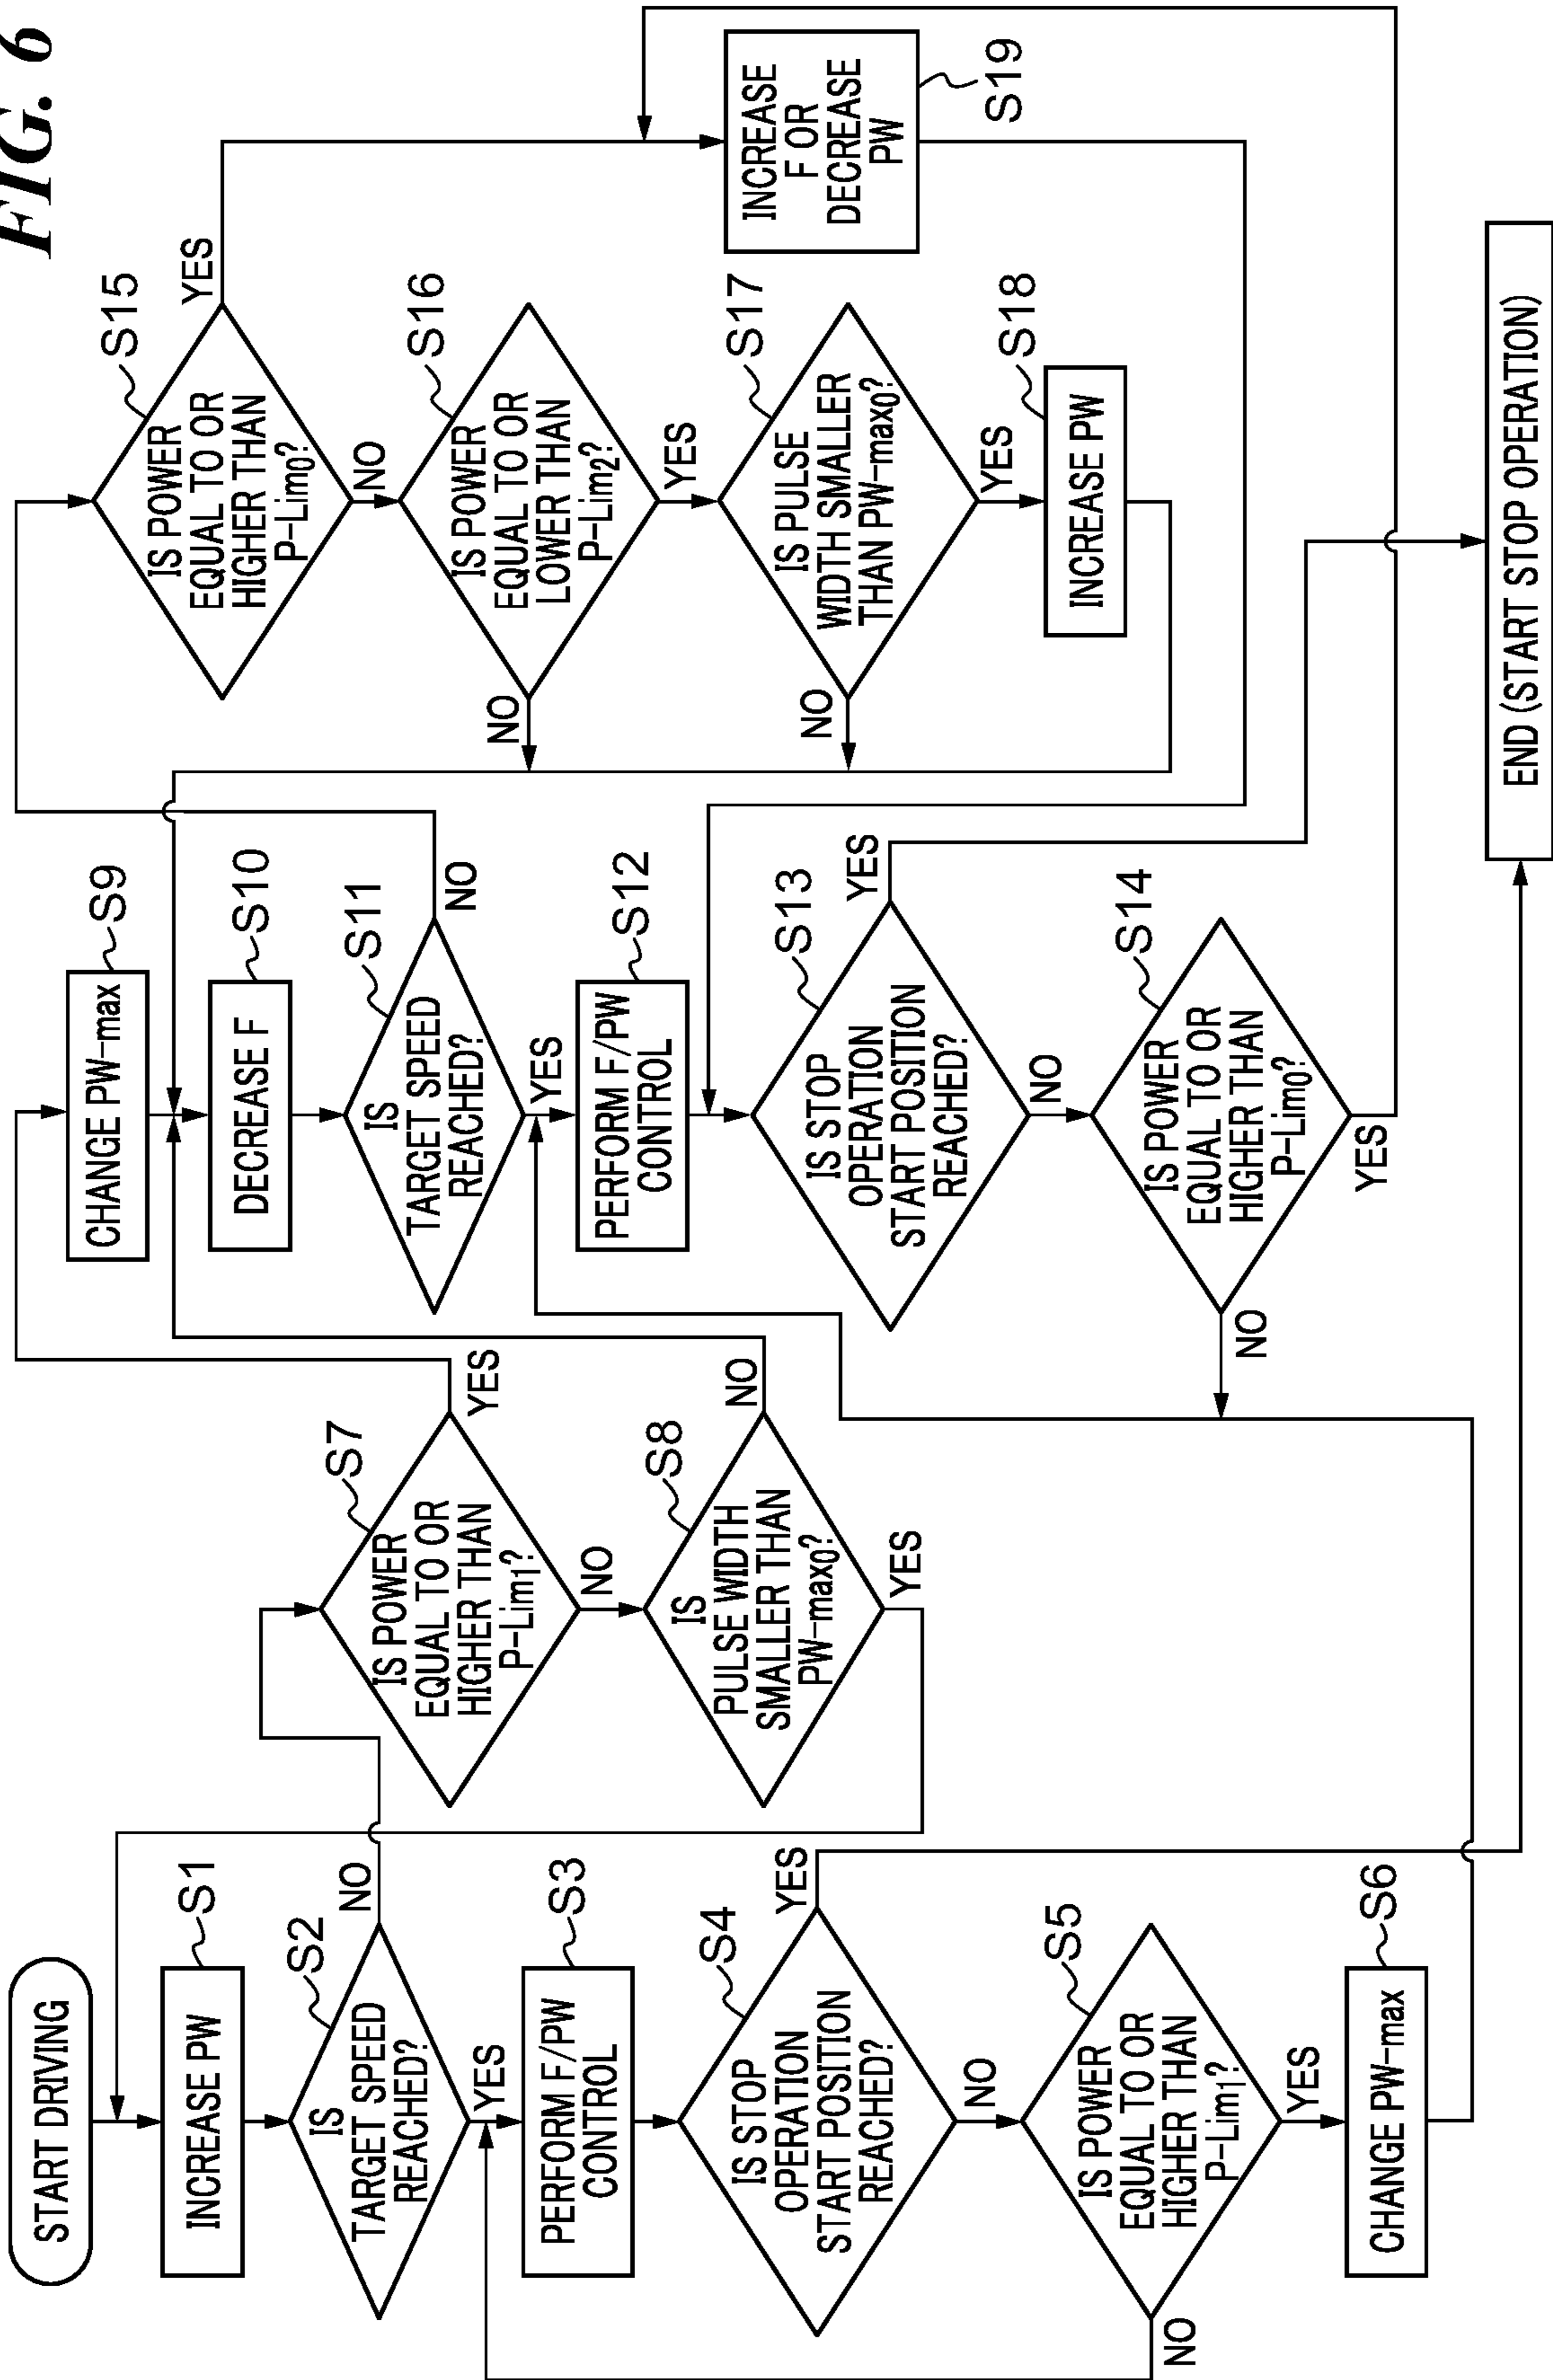 FIG. 6
START DRIVING
INCREASE PW
S1
IS
TARGET SPEED
REACHED?
S2
NO
YES
PERFORM F/PW
CONTROL
S3
IS STOP
OPERATION
START POSITION
REACHED?
S4
YES
NO
IS POWER
EQUAL TO OR
HIGHER THAN
P-Lim1?
S5
NO
YES
CHANGE PW-max
S6
IS POWER
EQUAL TO OR
HIGHER THAN
P-Lim1?
S7
YES
NO
IS
PULSE WIDTH
SMALLER THAN
PW-max0?
S8
NO
YES
CHANGE PW-max
S9
DECREASE F
S10
IS
TARGET SPEED
REACHED?
S11
NO
YES
PERFORM F/PW
CONTROL
S12
IS STOP
OPERATION
START POSITION
REACHED?
S13
YES
NO
IS POWER
EQUAL TO OR
HIGHER THAN
P-Lim0?
S14
NO
YES
IS POWER
EQUAL TO OR
HIGHER THAN
P-Lim0?
S15
YES
NO
IS POWER
EQUAL TO OR
LOWER THAN
P-Lim2?
S16
NO
YES
IS PULSE
WIDTH SMALLER
THAN PW-max0?
S17
NO
YES
INCREASE PW
S18
INCREASE
F OR
DECREASE
PW
S19
END (START STOP OPERATION)